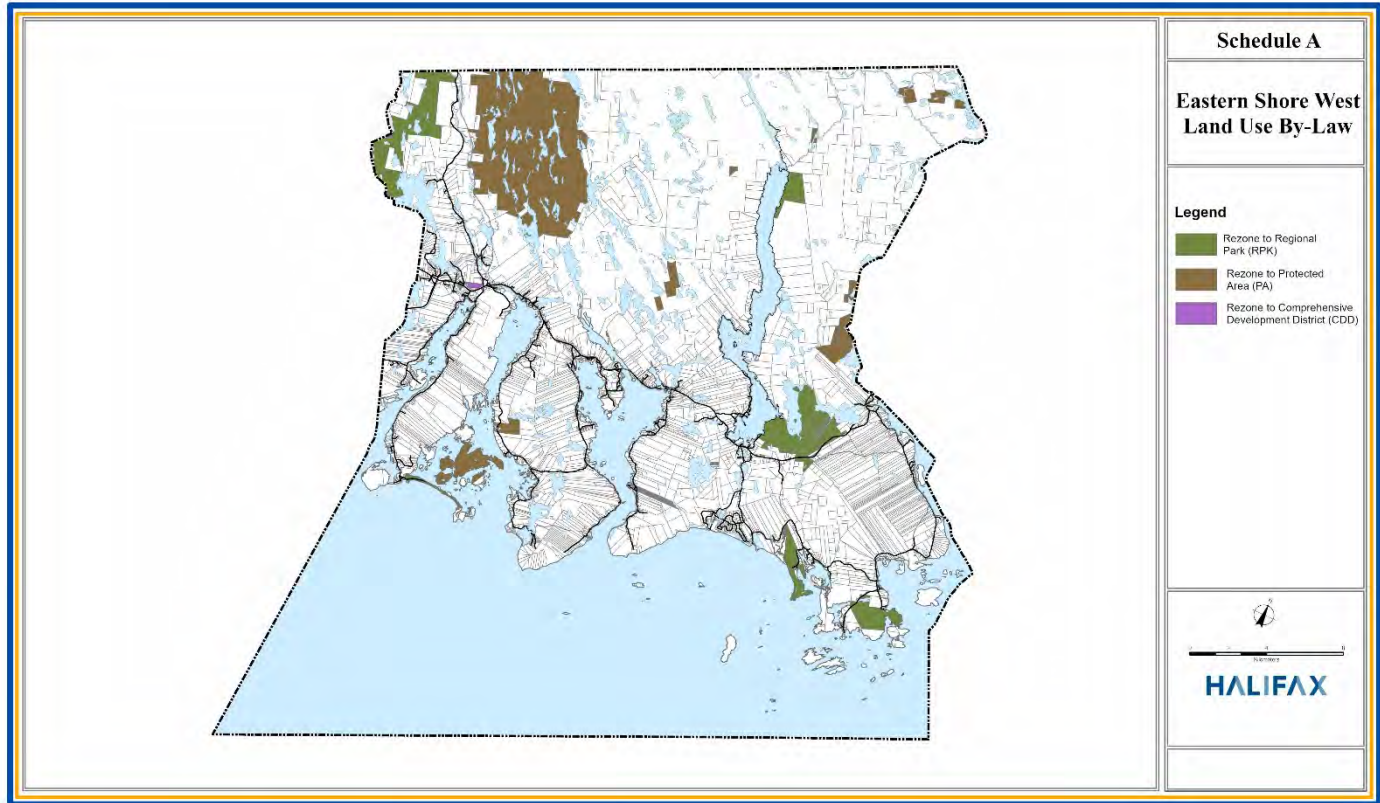 Schedule A
Eastern Shore West
Land Use By-Law
Legend
Rezone to Regional
Park (RPK)
Rezone to Protected
Area (PA)
Rezone to Comprehensive
Development District (CDD)
Kilometers
HALIFAX